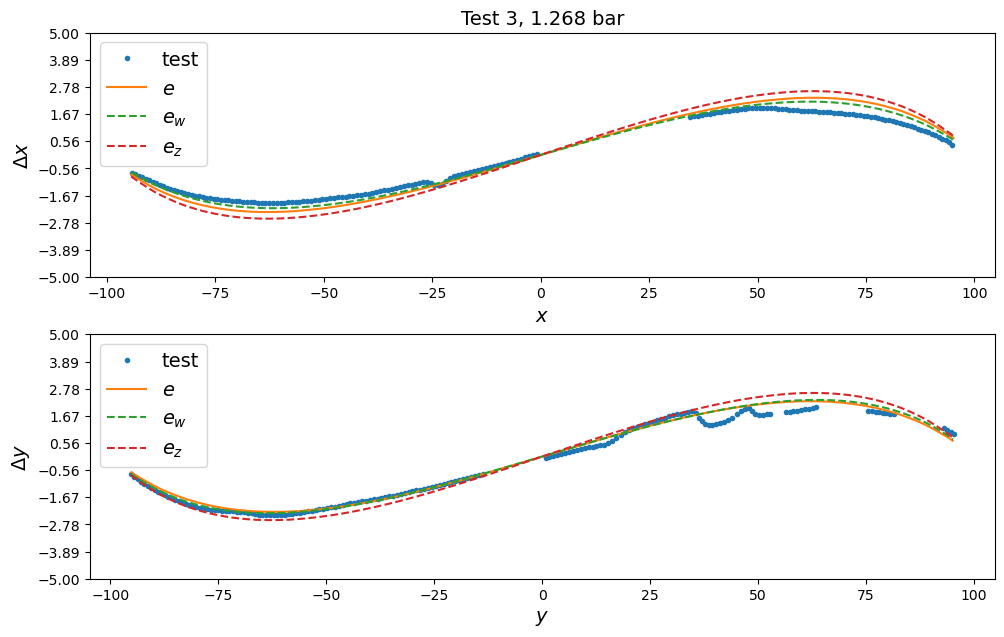 Test 3, 1.268 bar
5.00
3.89
2.78
1.67
0.56
−0.56
−1.67
−2.78
−3.89
−5.00
Δx
test
e
e_w
e_z
−100 −75 −50 −25 0 25 50 75 100
x
5.00
3.89
2.78
1.67
0.56
−0.56
−1.67
−2.78
−3.89
−5.00
Δy
test
e
e_w
e_z
−100 −75 −50 −25 0 25 50 75 100
y